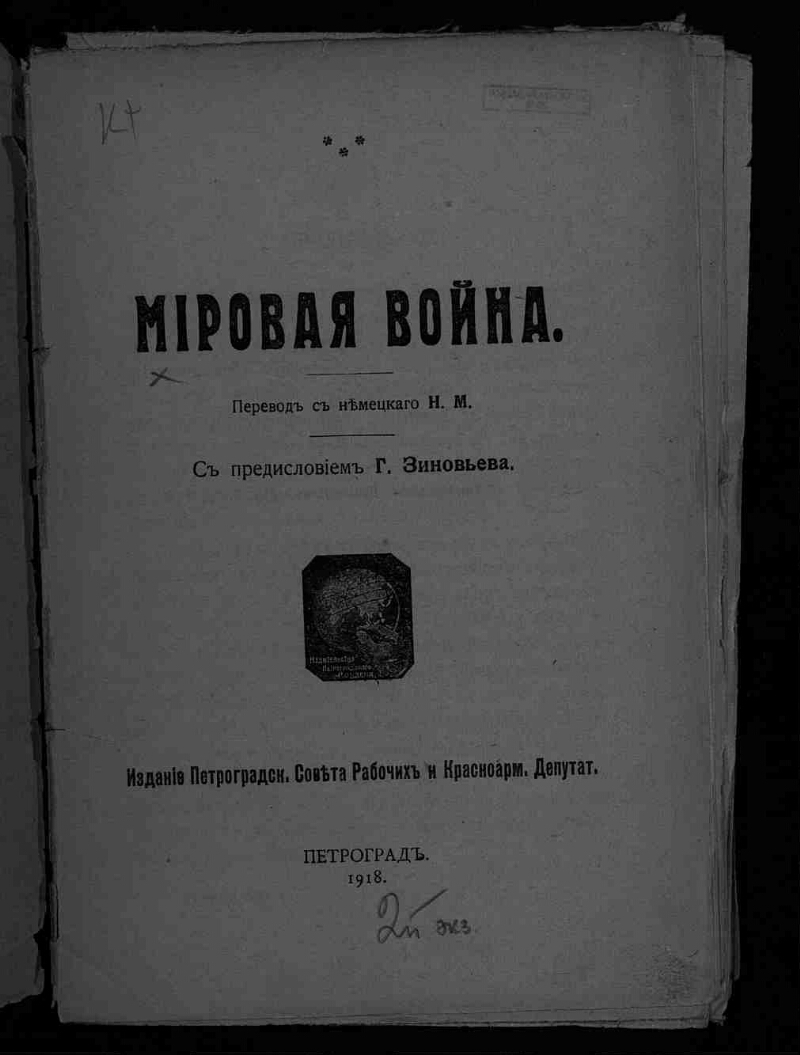 * * *
МІРОВАЯ ВОЙНА.
Переводъ съ нѣмецкаго Н. М.
Съ предисловіемъ Г. Зиновьева.
Изданіе Петроградск. Совѣта Рабочихъ и Красноарм. Депутат.
ПЕТРОГРАДЪ.
1918.